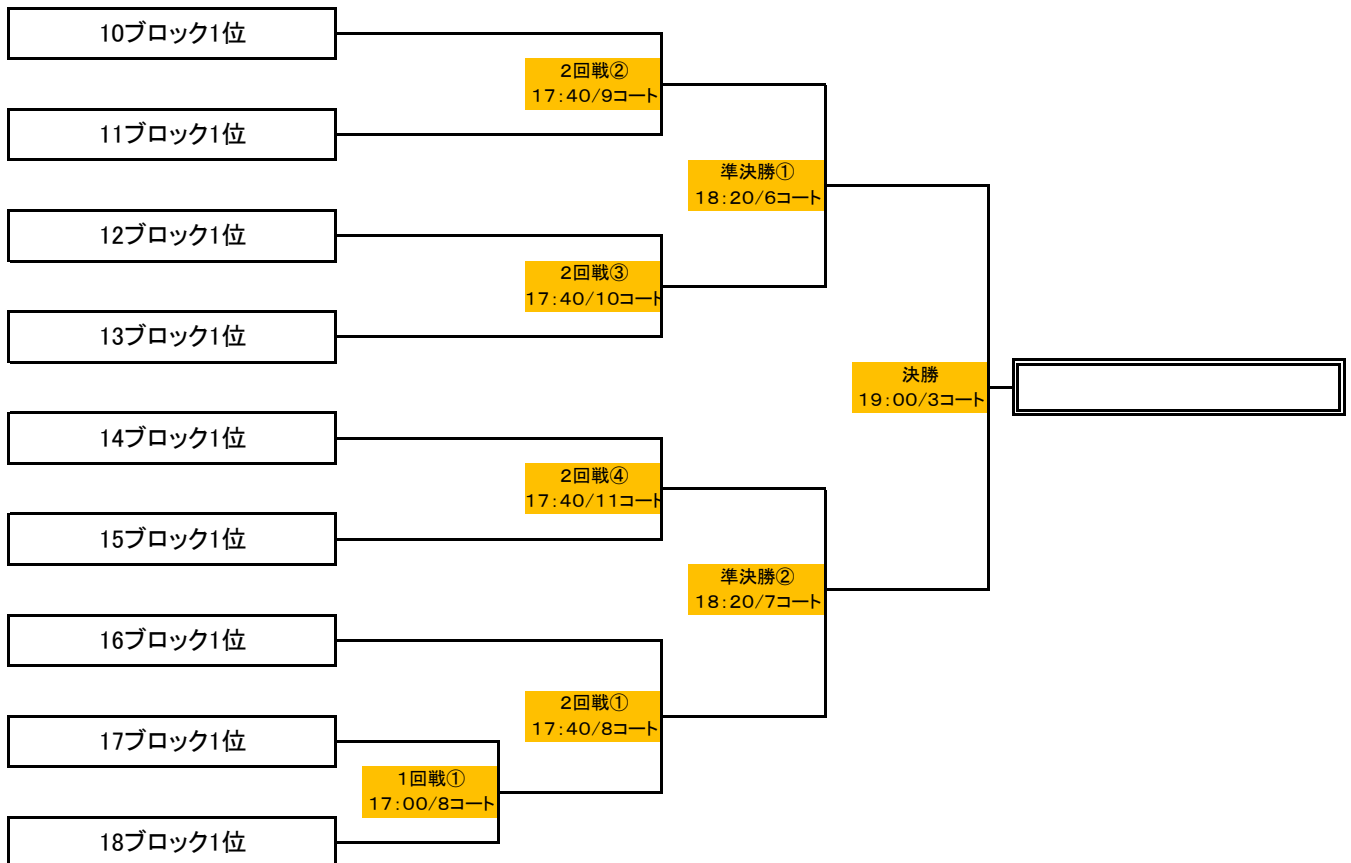 10ブロック1位
2回戦②
17:40/9コート
11ブロック1位
準決勝①
18:20/6コート
12ブロック1位
2回戦③
17:40/10コート
13ブロック1位
決勝
19:00/3コート
14ブロック1位
2回戦④
17:40/11コート
15ブロック1位
準決勝②
18:20/7コート
16ブロック1位
2回戦①
17:40/8コート
17ブロック1位
1回戦①
17:00/8コート
18ブロック1位